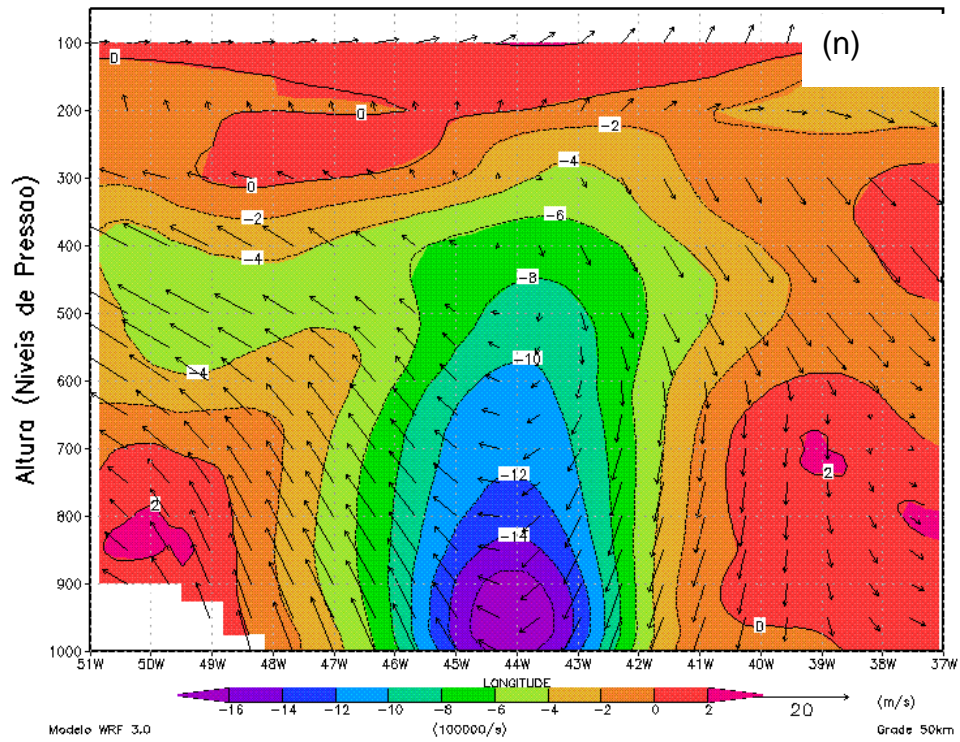 (n)
Altura (Niveis de Pressao)
100
200
300
400
500
600
700
800
900
1000
0
0
0
-2
-2
-4
-4
-6
-8
-4
-10
-12
2
2
-14
0
51W 50W 49W 48W 47W 46W 45W 44W 43W 42W 41W 40W 39W 38W 37W
LONGITUDE
-16 -14 -12 -10 -8 -6 -4 -2 0 2
20 (m/s)
(100000/s)
Modelo WRF 3.0
Grade 50km